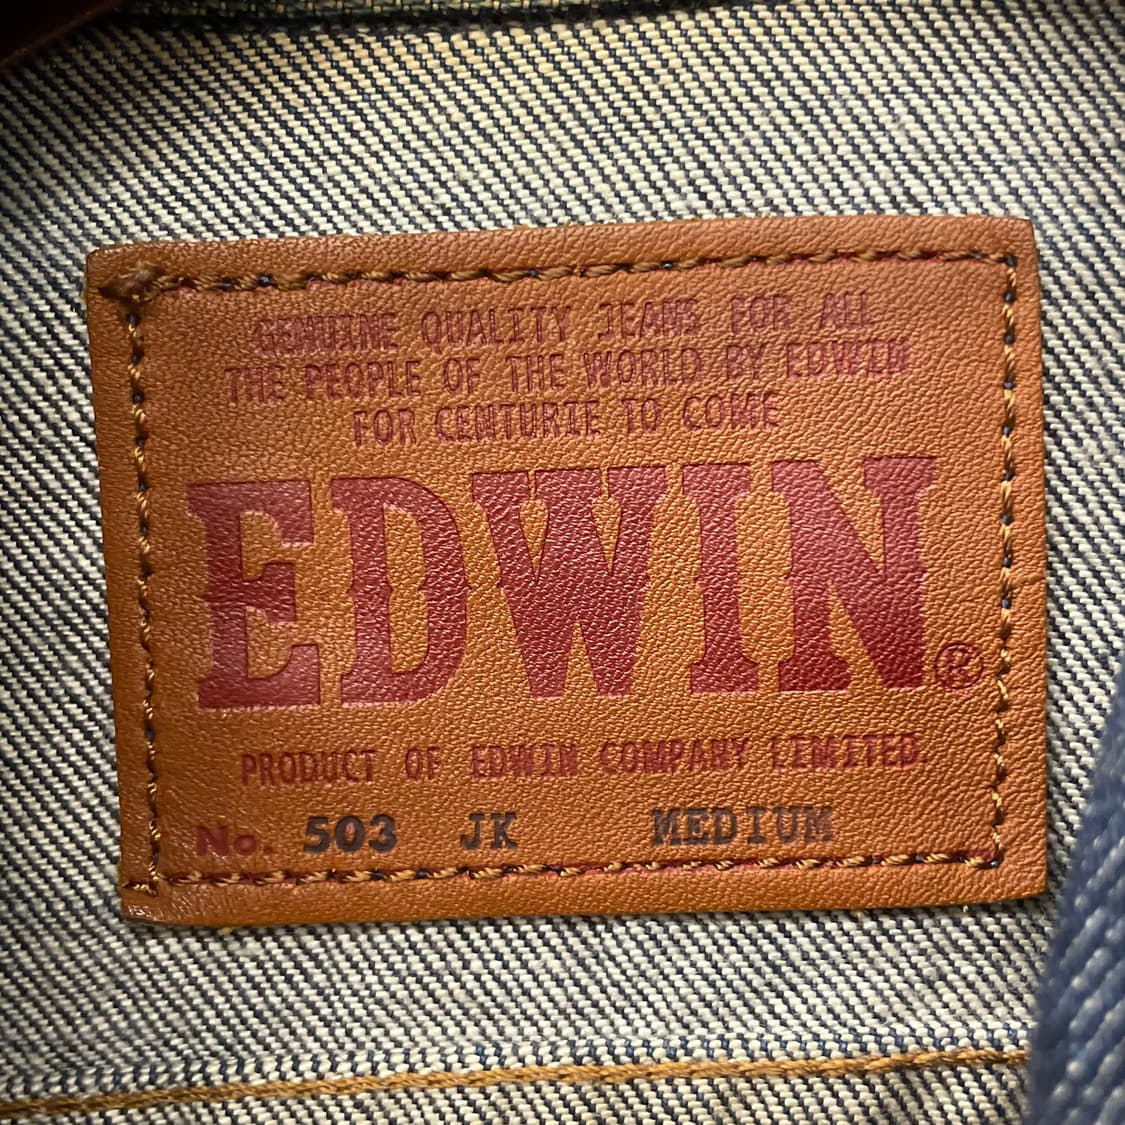 GENUINE QUALITY JEANS FOR ALL
THE PEOPLE OF THE WORLD BY EDWIN
FOR CENTURIE TO COME
EDWIN®
PRODUCT OF EDWIN COMPANY LIMITED.
No. 503 JK MEDIUM